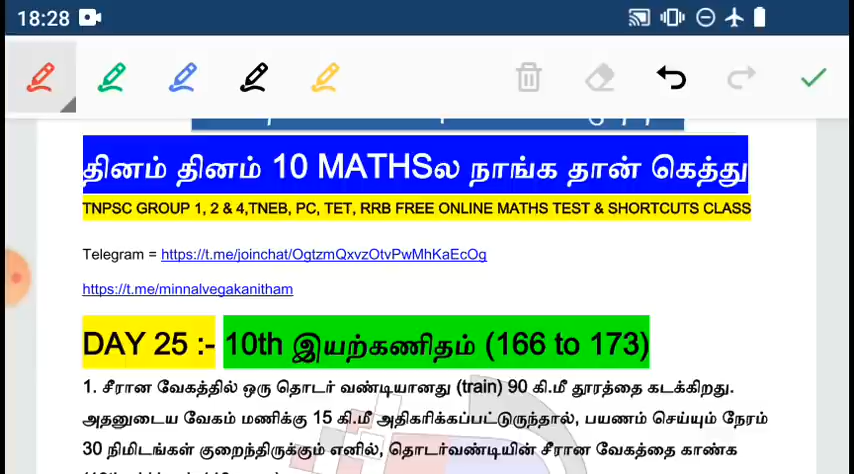 18:28
தினம் தினம் 10 MATHSல நாங்க தான் கெத்து
TNPSC GROUP 1, 2 & 4,TNEB, PC, TET, RRB FREE ONLINE MATHS TEST & SHORTCUTS CLASS
Telegram = https://t.me/joinchat/OgtzmQxvzOtvPwMhKaEcOg
https://t.me/minnalvegakanitham
DAY 25 :- 10th இயற்கணிதம் (166 to 173)
1. சீரான வேகத்தில் ஒரு தொடர் வண்டியானது (train) 90 கி.மீ தூரத்தை கடக்கிறது.
அதனுடைய வேகம் மணிக்கு 15 கி.மீ அதிகரிக்கப்பட்டுருந்தால், பயணம் செய்யும் நேரம்
30 நிமிடங்கள் குறைந்திருக்கும் எனில், தொடர்வண்டியின் சீரான வேகத்தை காண்க